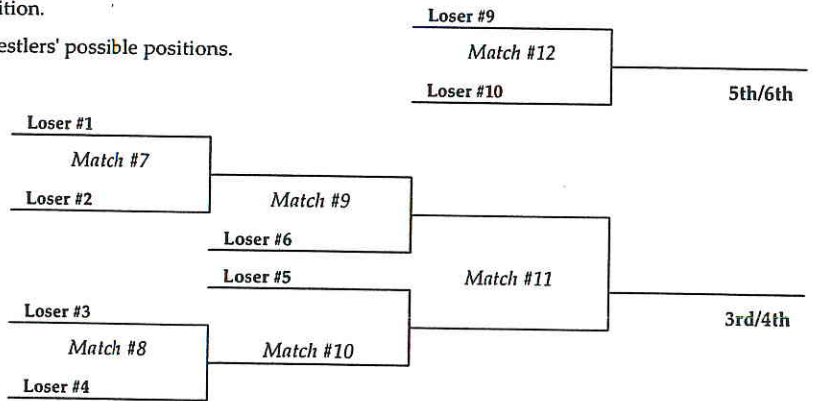 ition.
estlers' possible positions.
Loser #9
Match #12
Loser #10
5th/6th
Loser #1
Match #7
Loser #2
Match #9
Loser #6
Loser #5
Match #11
3rd/4th
Loser #3
Match #8
Match #10
Loser #4